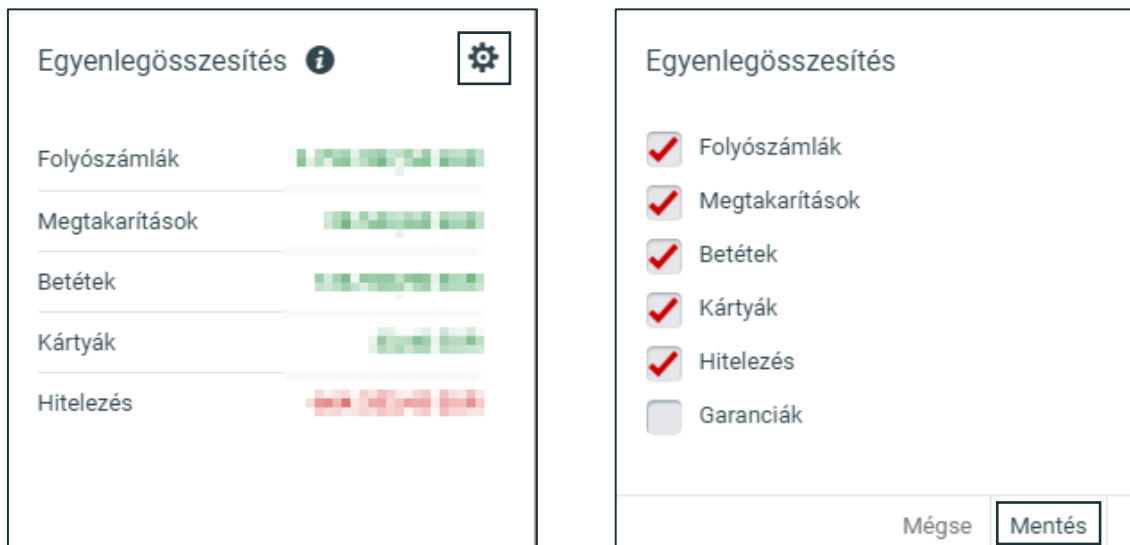 Egyenlegösszesítés
Folyószámlák
Megtakarítások
Betétek
Kártyák
Hitelezés
Egyenlegösszesítés
Folyószámlák
Megtakarítások
Betétek
Kártyák
Hitelezés
Garanciák
Mégse Mentés